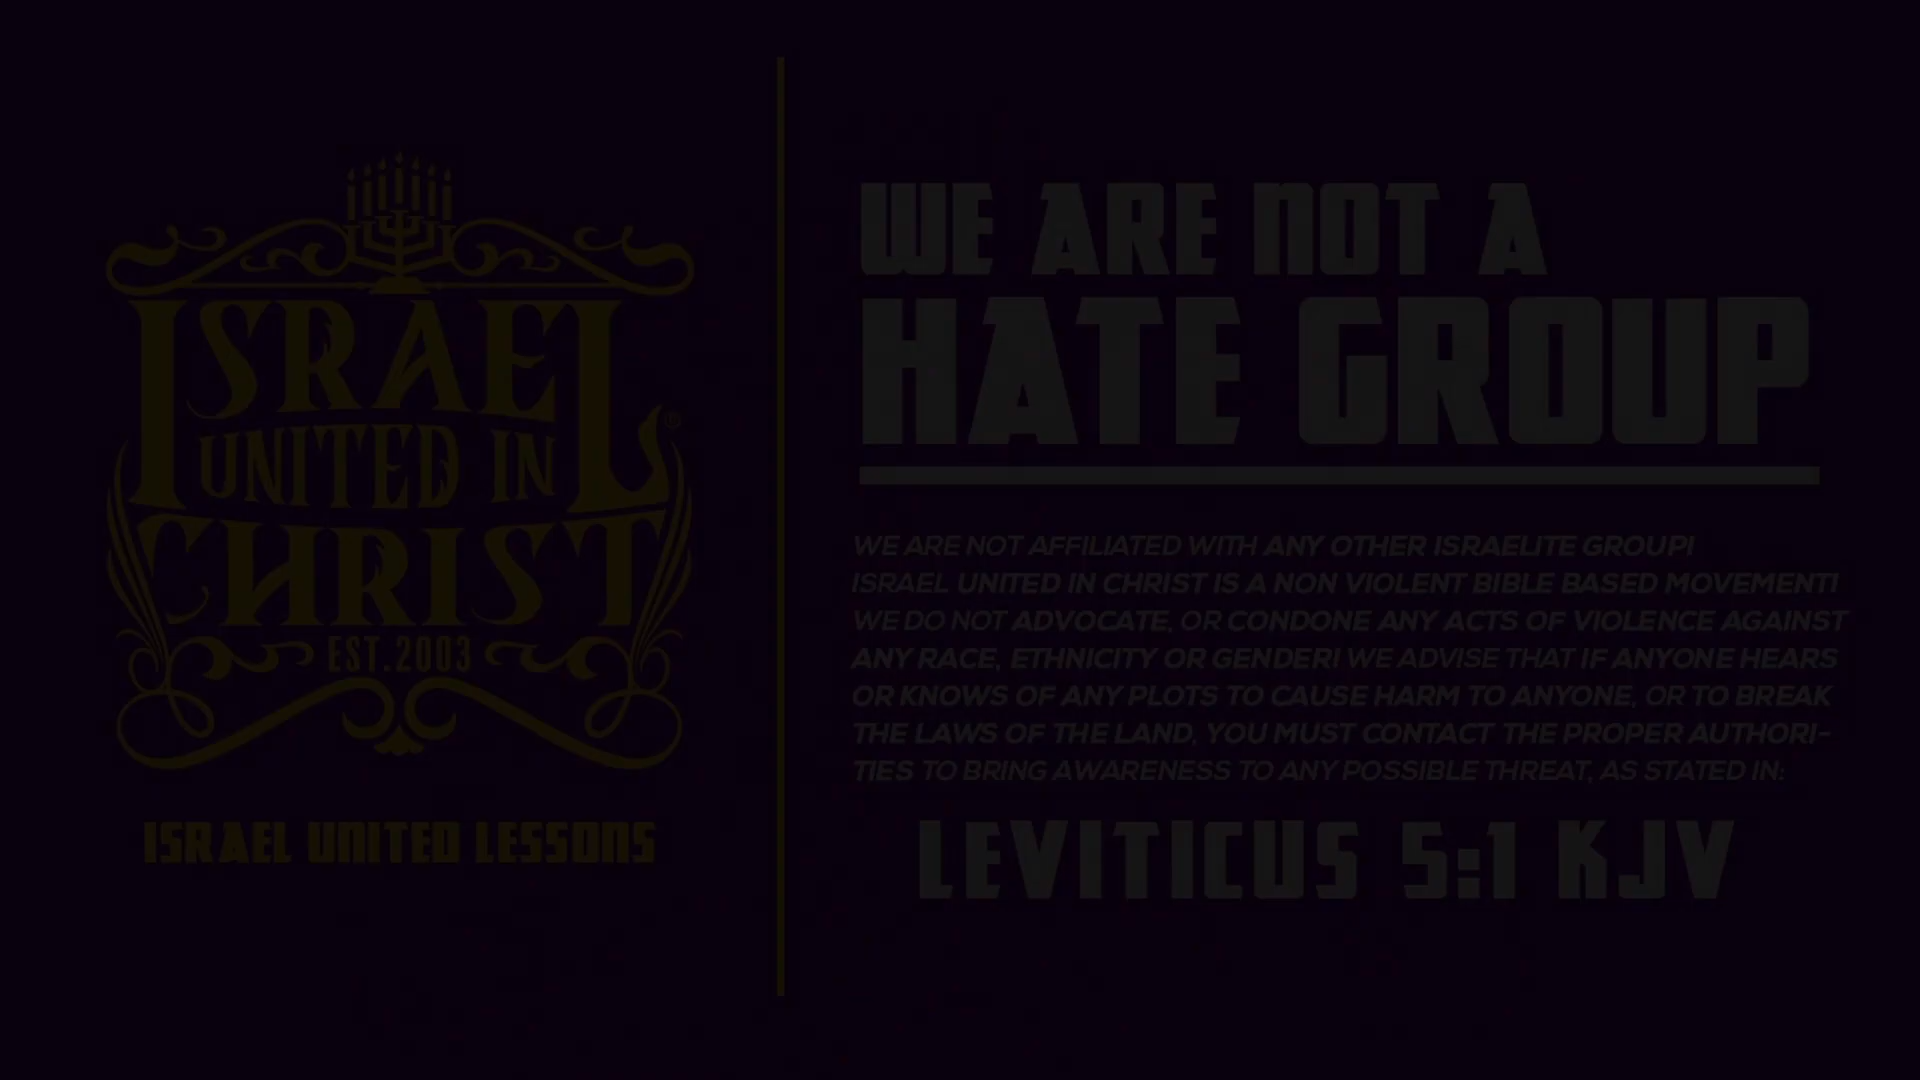 ISRAEL
UNITED IN
CHRIST
®
EST.2003
ISRAEL UNITED LESSONS
WE ARE NOT A
HATE GROUP
WE ARE NOT AFFILIATED WITH ANY OTHER ISRAELITE GROUP!
ISRAEL UNITED IN CHRIST IS A NON VIOLENT BIBLE BASED MOVEMENT!
WE DO NOT ADVOCATE, OR CONDONE ANY ACTS OF VIOLENCE AGAINST
ANY RACE, ETHNICITY OR GENDER! WE ADVISE THAT IF ANYONE HEARS
OR KNOWS OF ANY PLOTS TO CAUSE HARM TO ANYONE, OR TO BREAK
THE LAWS OF THE LAND, YOU MUST CONTACT THE PROPER AUTHORI-
TIES TO BRING AWARENESS TO ANY POSSIBLE THREAT, AS STATED IN:
LEVITICUS 5:1 KJV